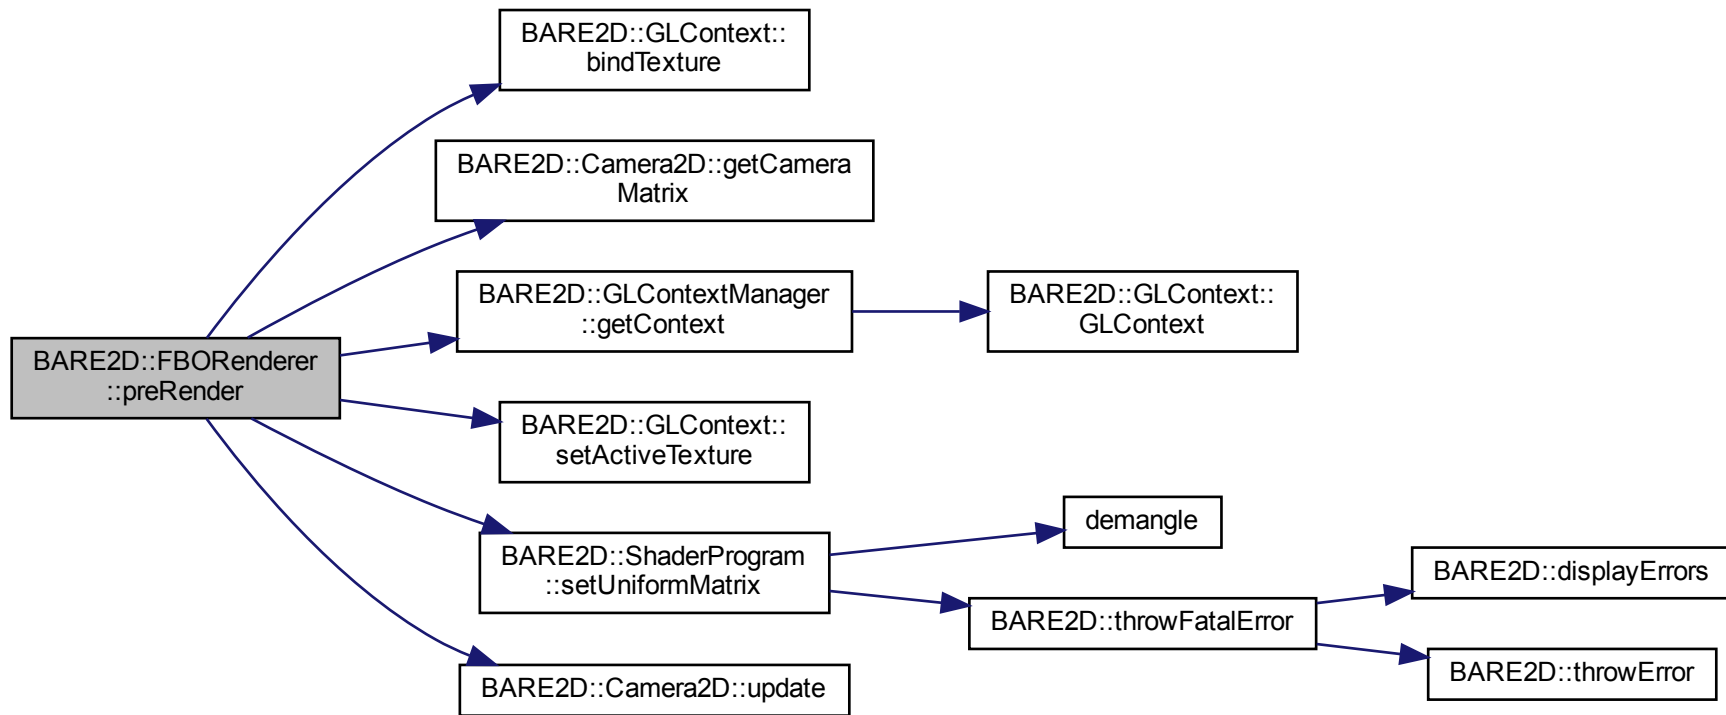 BARE2D::FBORenderer
::preRender
BARE2D::GLContext::
bindTexture
BARE2D::Camera2D::getCamera
Matrix
BARE2D::GLContextManager
::getContext
BARE2D::GLContext::
GLContext
BARE2D::GLContext::
setActiveTexture
BARE2D::ShaderProgram
::setUniformMatrix
demangle
BARE2D::throwFatalError
BARE2D::displayErrors
BARE2D::throwError
BARE2D::Camera2D::update